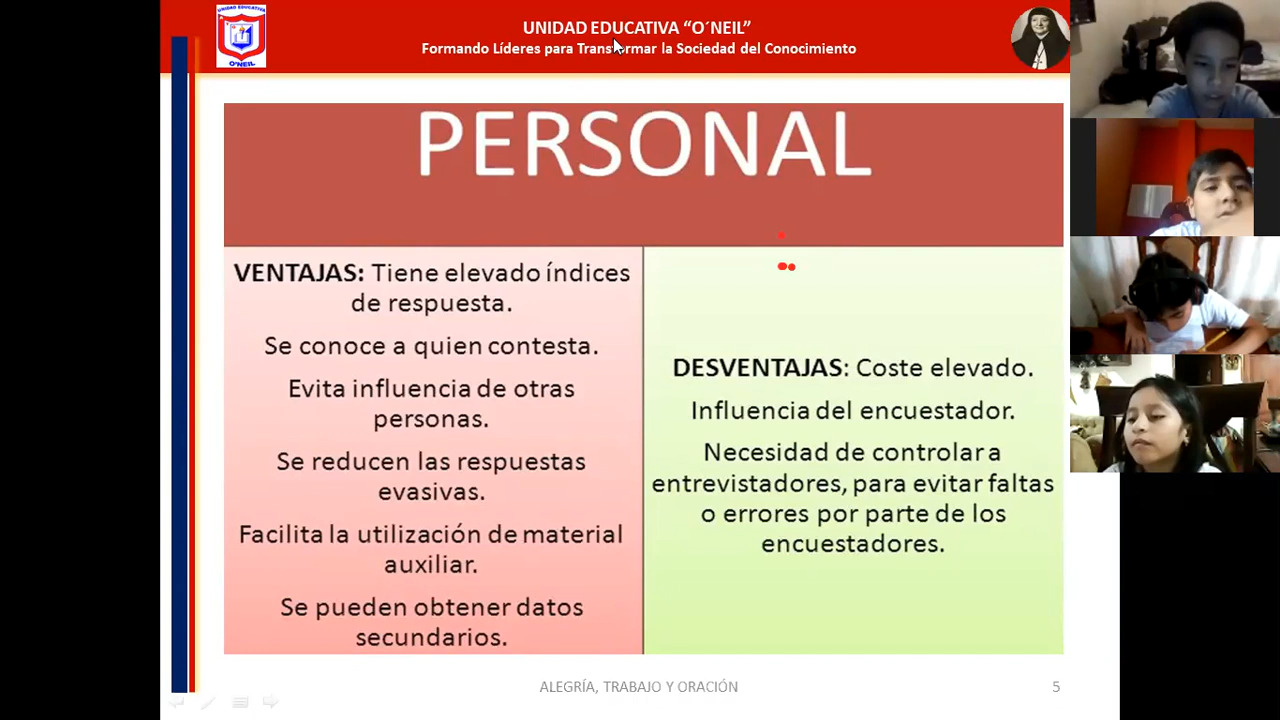 UNIDAD EDUCATIVA
O'NEIL
UNIDAD EDUCATIVA “O´NEIL”
Formando Líderes para Transformar la Sociedad del Conocimiento
PERSONAL
VENTAJAS: Tiene elevado índices
de respuesta.
Se conoce a quien contesta.
Evita influencia de otras
personas.
Se reducen las respuestas
evasivas.
Facilita la utilización de material
auxiliar.
Se pueden obtener datos
secundarios.
DESVENTAJAS: Coste elevado.
Influencia del encuestador.
Necesidad de controlar a
entrevistadores, para evitar faltas
o errores por parte de los
encuestadores.
ALEGRÍA, TRABAJO Y ORACIÓN
5